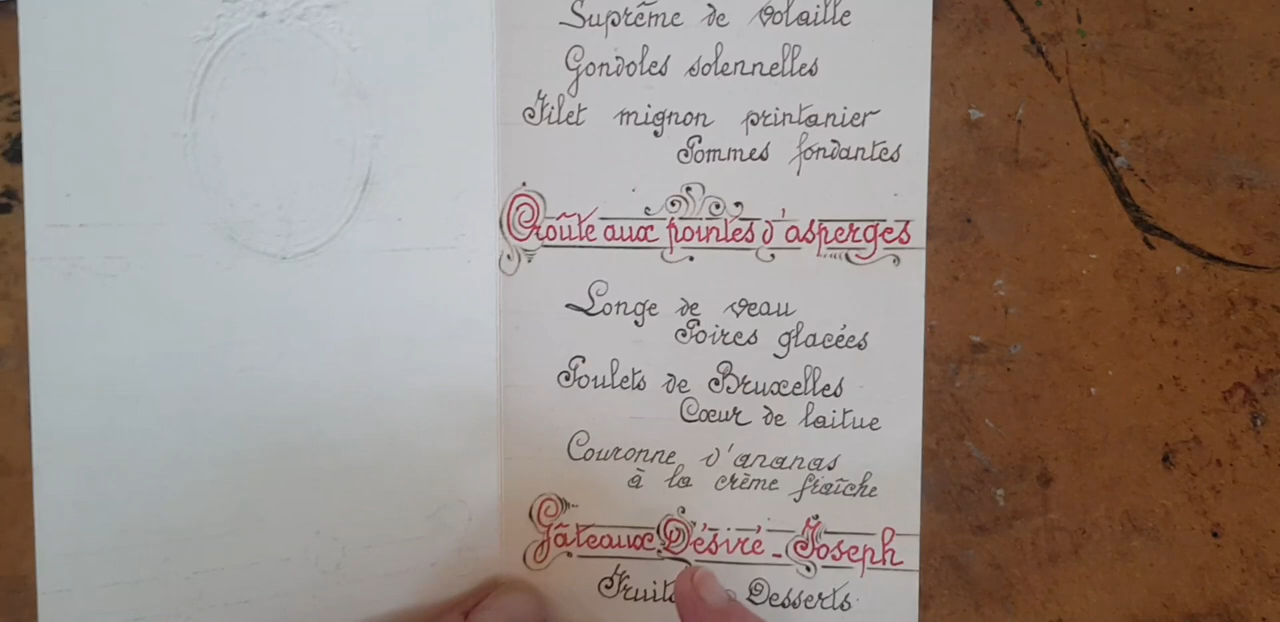 Suprême de volaille
Gondoles solennelles
Filet mignon printanier
Pommes fondantes
Croûte aux pointes d'asperges
Longe de veau
Poires glacées
Poulets de Bruxelles
Cœur de laitue
Couronne d'ananas
à la crème fraîche
Gâteaux Désiré-Joseph
Fruits Desserts